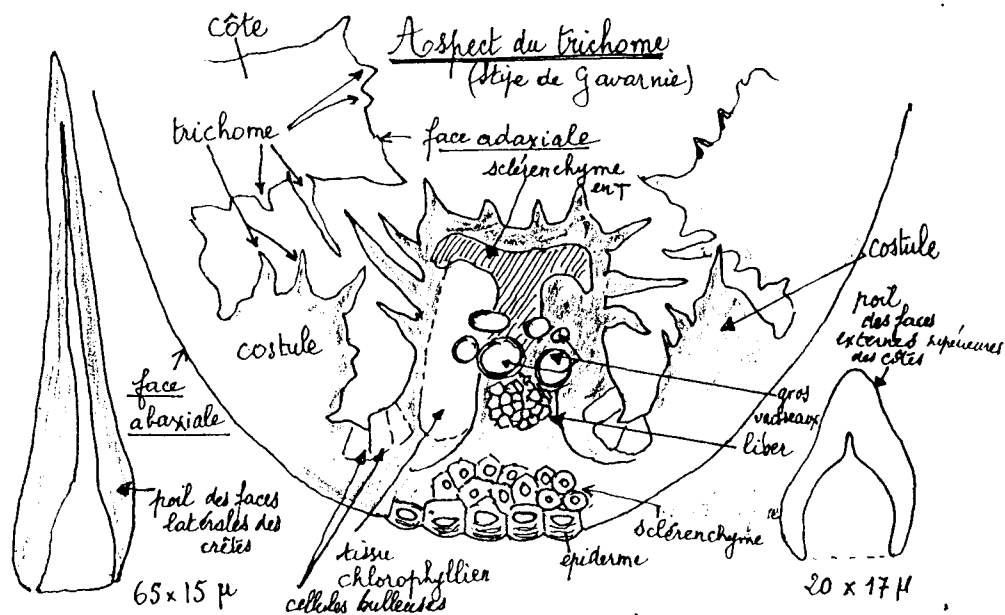 côte
Aspect du trichome
(Stipe de Gavarnie)
trichome
face adaxiale
sclérenchyme
en T
costule
costule
poil
des faces
externes supérieures
des côtes
face
abaxiale
gros
vaisseaux
liber
poil des faces
latérales des
crêtes
sclérenchyme
épiderme
tissu
chlorophyllien
cellules bulleuses
65 x 15 µ
20 x 17 µ